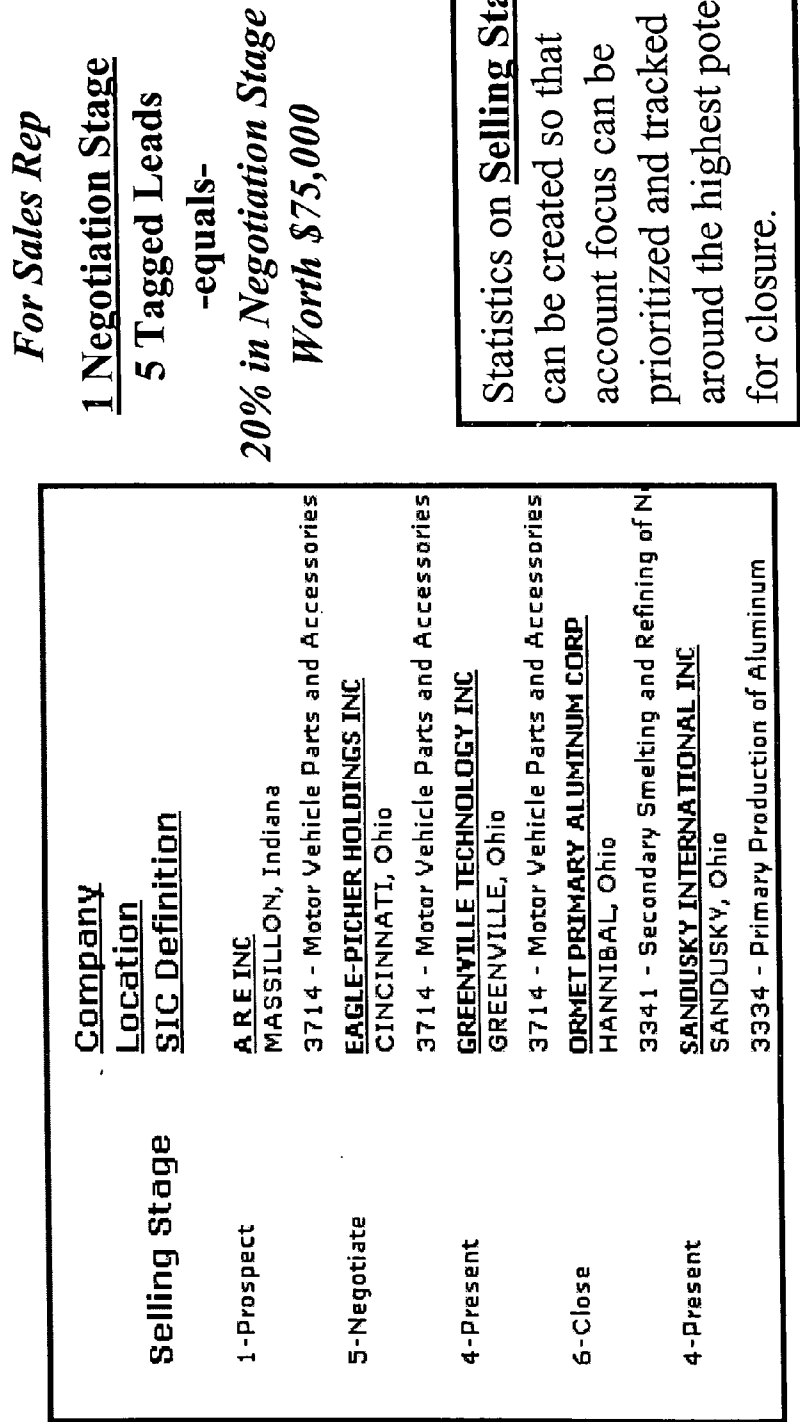 Selling Stage
Company
Location
SIC Definition
1-Prospect
A R E INC
MASSILLON, Indiana
3714 - Motor Vehicle Parts and Accessories
5-Negotiate
EAGLE-PICHER HOLDINGS INC
CINCINNATI, Ohio
3714 - Motor Vehicle Parts and Accessories
4-Present
GREENVILLE TECHNOLOGY INC
GREENVILLE, Ohio
3714 - Motor Vehicle Parts and Accessories
6-Close
ORMET PRIMARY ALUMINUM CORP
HANNIBAL, Ohio
3341 - Secondary Smelting and Refining of
4-Present
SANDUSKY INTERNATIONAL INC
SANDUSKY, Ohio
3334 - Primary Production of Aluminum
For Sales Rep
1 Negotiation Stage
5 Tagged Leads
-equals-
20% in Negotiation Stage
Worth $75,000
Statistics on Selling
can be created so that
account focus can be
prioritized and tracked
around the highest
for closure.